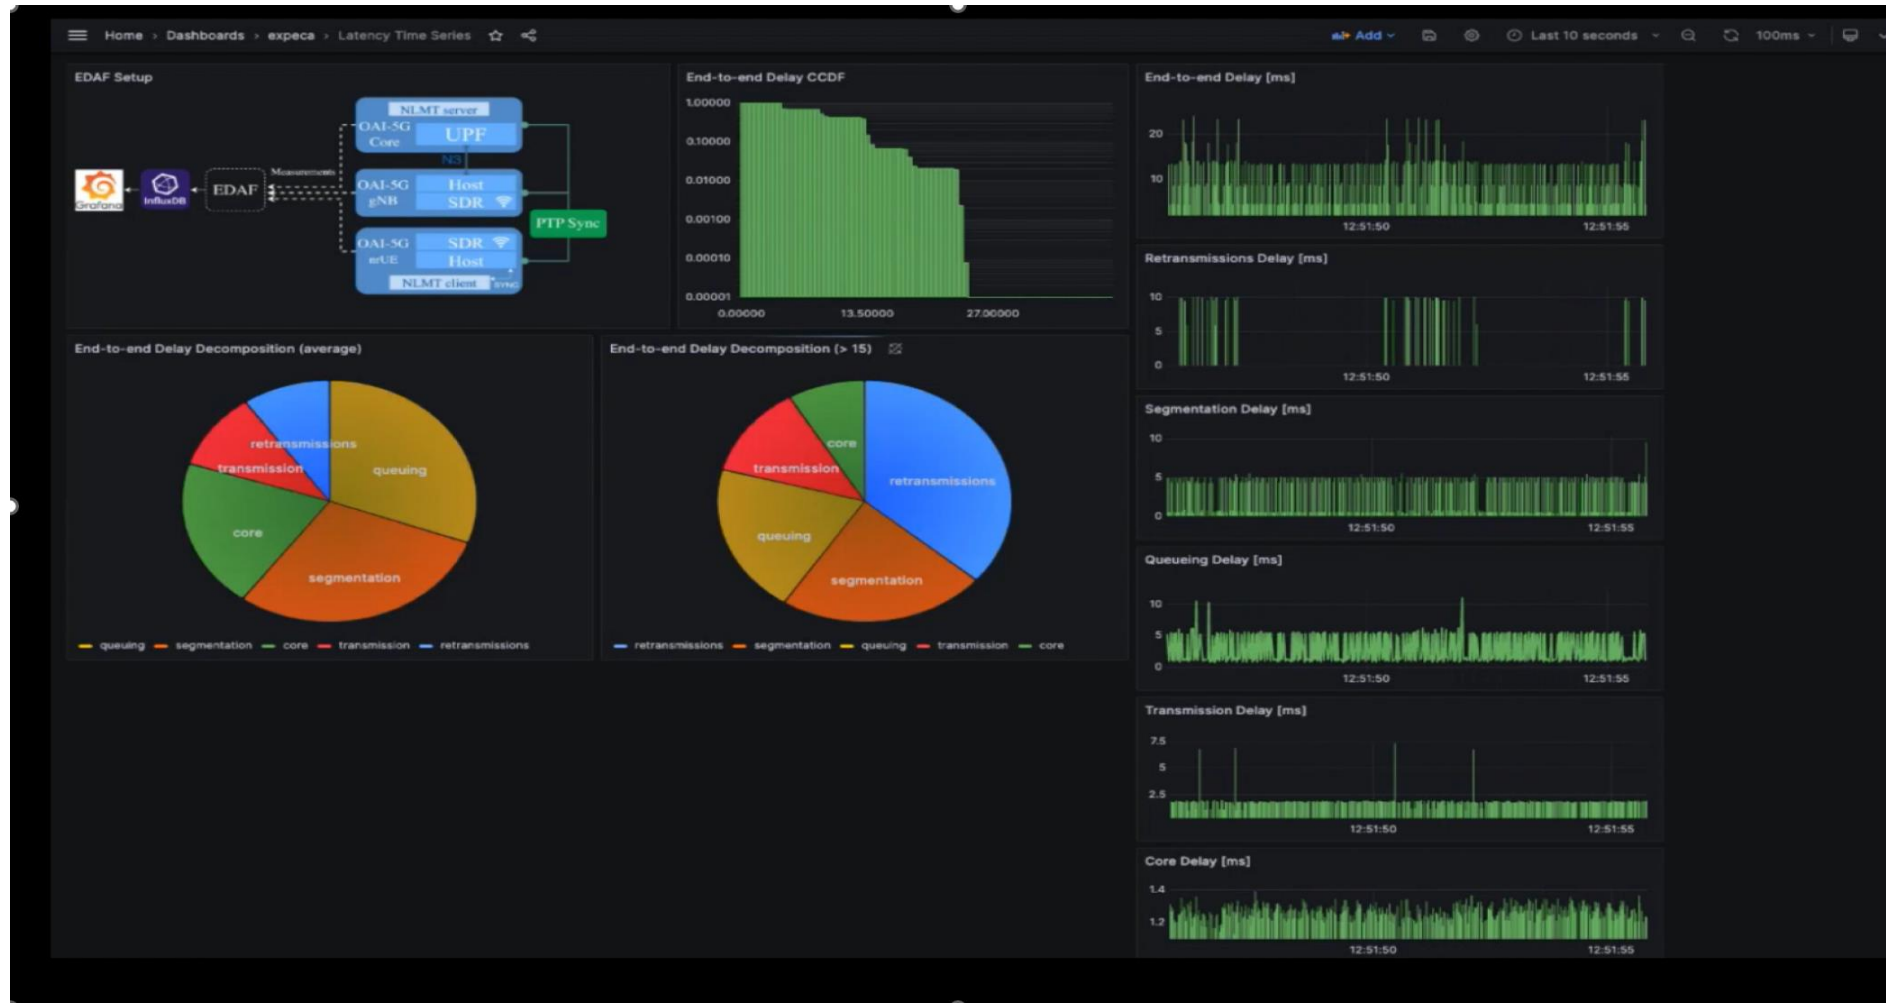 Home > Dashboards > expeca > Latency Time Series
Add
Last 10 seconds
100ms
EDAF Setup
NLMT server
OAI-5G
Core
UPF
N3
Measurements
OAI-5G
gNB
Host
SDR
Grafana
InfluxDB
EDAF
PTP Sync
OAI-5G
nrUE
SDR
Host
NLMT client
SYNC
End-to-end Delay CCDF
1.00000
0.10000
0.01000
0.00100
0.00010
0.00001
0.00000 13.50000 27.00000
End-to-end Delay [ms]
20
10
12:51:50 12:51:55
Retransmissions Delay [ms]
10
5
0
12:51:50 12:51:55
End-to-end Delay Decomposition (average)
retransmissions
transmission
queuing
core
segmentation
queuing segmentation core transmission retransmissions
End-to-end Delay Decomposition (> 15)
core
transmission
retransmissions
queuing
segmentation
retransmissions segmentation queuing transmission core
Segmentation Delay [ms]
10
5
0
12:51:50 12:51:55
Queueing Delay [ms]
10
5
0
12:51:50 12:51:55
Transmission Delay [ms]
7.5
5
2.5
12:51:50 12:51:55
Core Delay [ms]
1.4
1.2
12:51:50 12:51:55